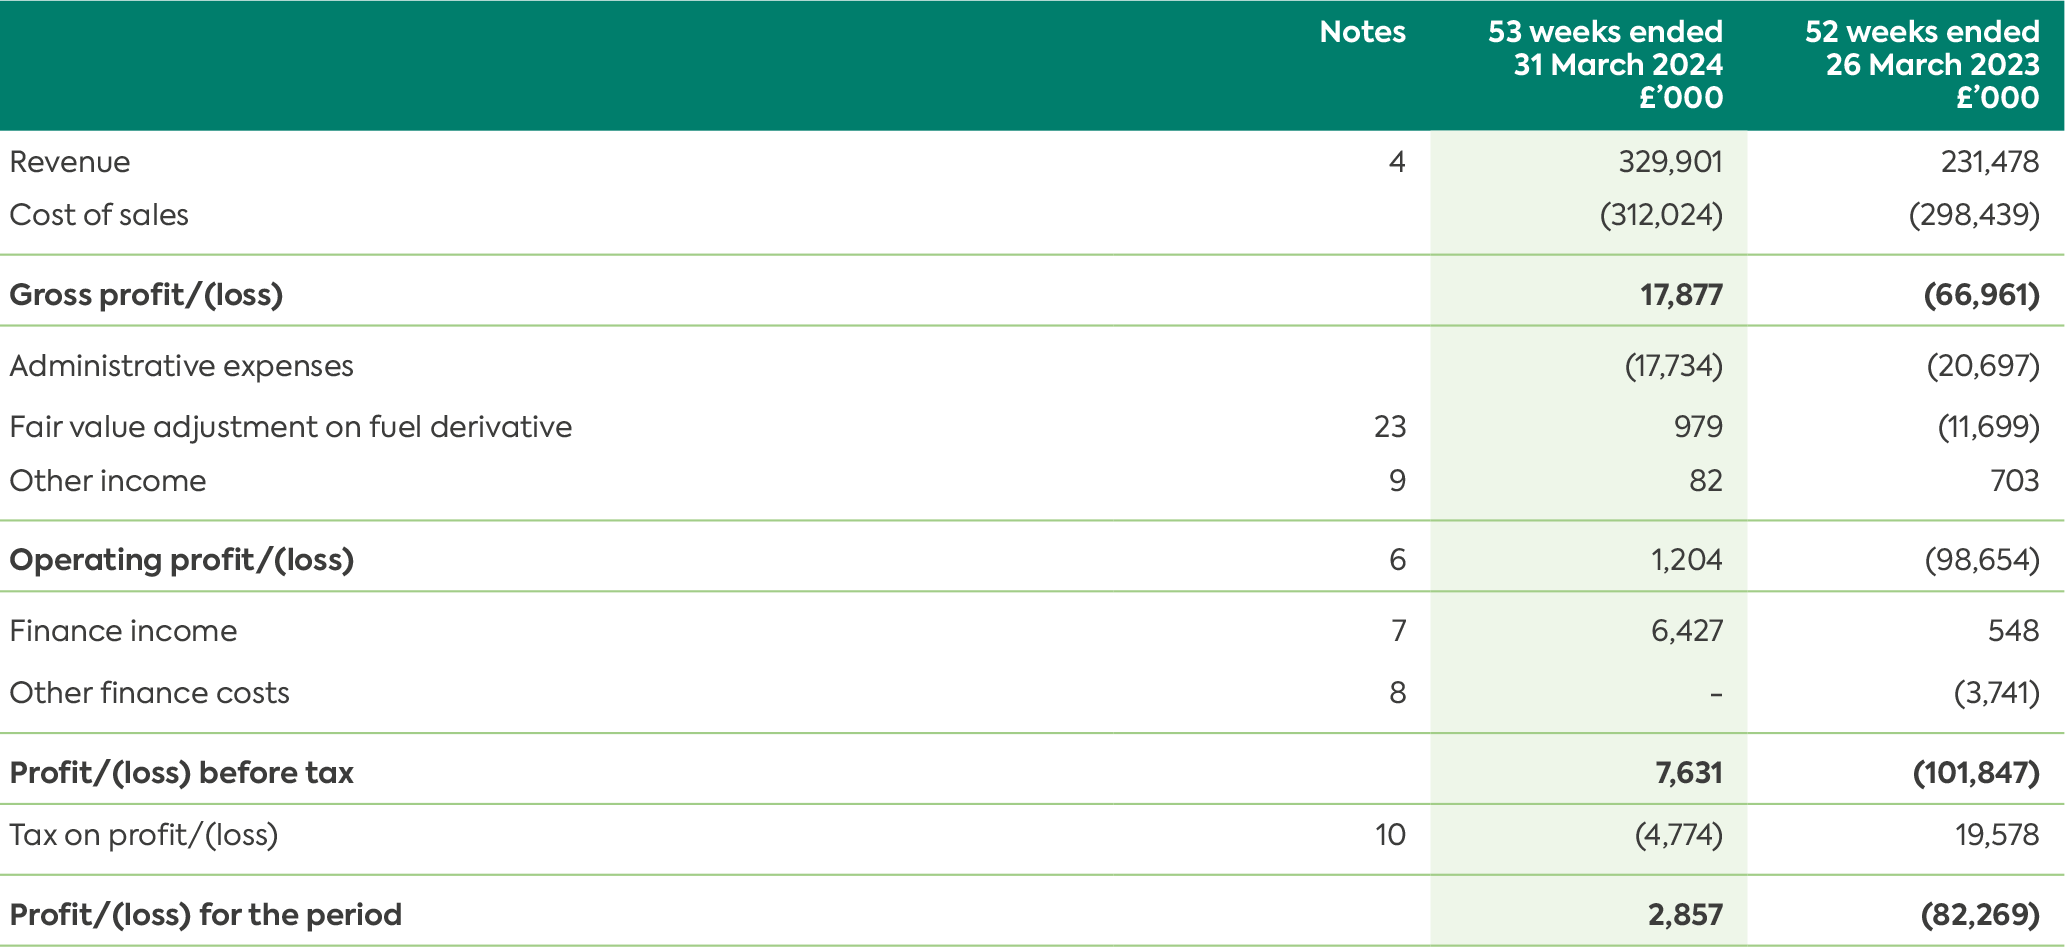 Notes 53 weeks ended 52 weeks ended
31 March 2024 26 March 2023
£’000 £’000
Revenue 4 329,901 231,478
Cost of sales (312,024) (298,439)
Gross profit/(loss) 17,877 (66,961)
Administrative expenses (17,734) (20,697)
Fair value adjustment on fuel derivative 23 979 (11,699)
Other income 9 82 703
Operating profit/(loss) 6 1,204 (98,654)
Finance income 7 6,427 548
Other finance costs 8 - (3,741)
Profit/(loss) before tax 7,631 (101,847)
Tax on profit/(loss) 10 (4,774) 19,578
Profit/(loss) for the period 2,857 (82,269)